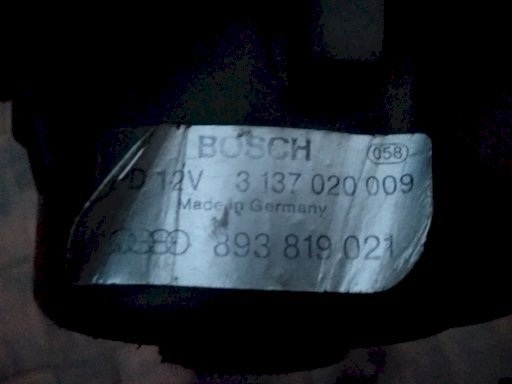 BOSCH 058
D 12V 3 137 020 009
Made in Germany
893 819 021